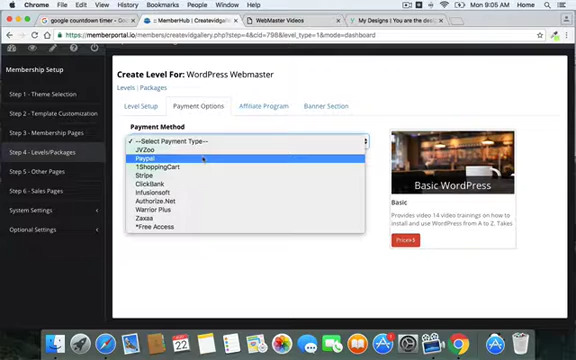 Chrome File Edit View History Bookmarks People Window Help
Mon 9:05 AM
google countdown timer
MemberHub | Createvidgallery
WebMaster Videos
My Designs | You are the des
Home
https://www.memberportal.io/members/createvidgallery.php?step=4&cid=798&level_type=1&mode=dashboard
Membership Setup
Step 1 - Theme Selection
Step 2 - Template Customization
Step 3 - Membership Pages
Step 4 - Levels/Packages
Step 5 - Other Pages
Step 6 - Sales Pages
System Settings
Optional Settings
Create Level For: WordPress Webmaster
Levels | Packages
Level Setup
Payment Options
Affiliate Program
Banner Section
Payment Method
--Select Payment Type--
JVZoo
Paypal
1ShoppingCart
Stripe
ClickBank
Infusionsoft
Authorize.Net
Warrior Plus
Zaxaa
*Free Access
Basic WordPress
Basic
Provides video 14 video trainings on how to
install and use WordPress from A to Z. Takes
Price:$